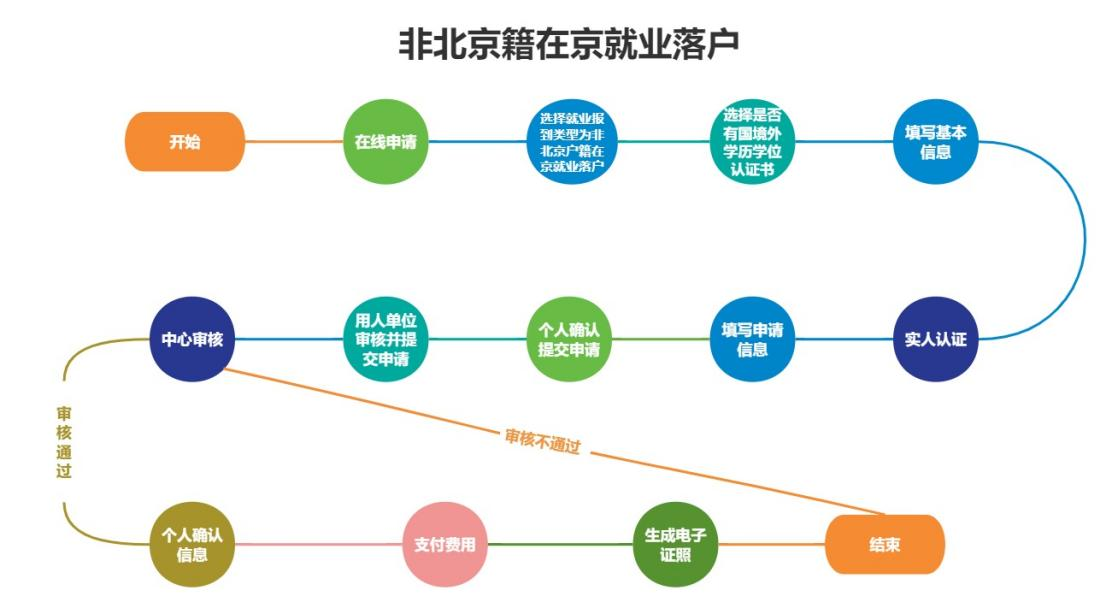 非北京籍在京就业落户
开始
在线申请
选择就业报
到类型为非
北京户籍在
京就业落户
选择是否
有国境外
学历学位
认证书
填写基本
信息
中心审核
用人单位
审核并提
交申请
个人确认
提交申请
填写申请
信息
实人认证
审核通过
审核不通过
个人确认
信息
支付费用
生成电子
证照
结束